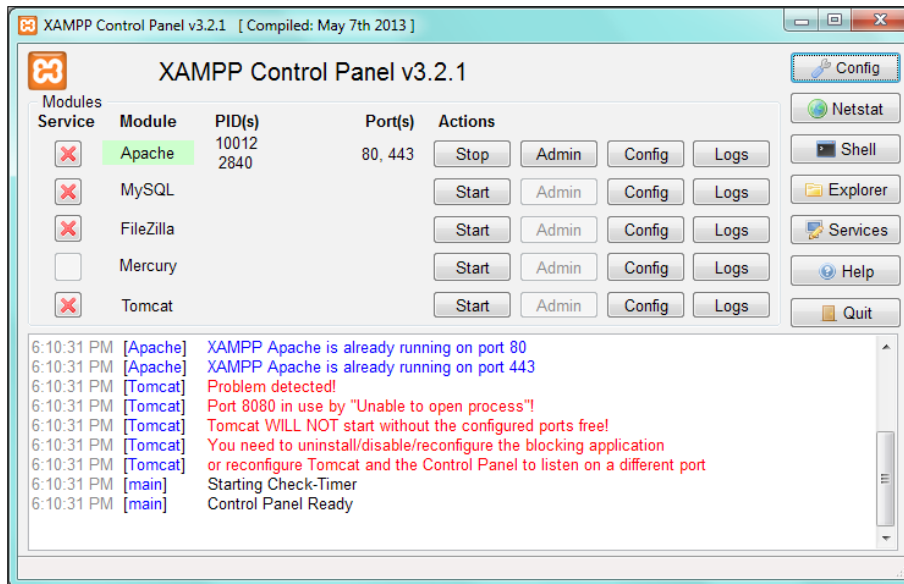 XAMPP Control Panel v3.2.1 [ Compiled: May 7th 2013 ]
XAMPP Control Panel v3.2.1
Config
Modules
Service Module PID(s) Port(s) Actions
Netstat
Apache 10012 2840 80, 443 Stop Admin Config Logs
Shell
MySQL Start Admin Config Logs
Explorer
FileZilla Start Admin Config Logs
Services
Mercury Start Admin Config Logs
Help
Tomcat Start Admin Config Logs
Quit
6:10:31 PM [Apache] XAMPP Apache is already running on port 80
6:10:31 PM [Apache] XAMPP Apache is already running on port 443
6:10:31 PM [Tomcat] Problem detected!
6:10:31 PM [Tomcat] Port 8080 in use by "Unable to open process"!
6:10:31 PM [Tomcat] Tomcat WILL NOT start without the configured ports free!
6:10:31 PM [Tomcat] You need to uninstall/disable/reconfigure the blocking application
6:10:31 PM [Tomcat] or reconfigure Tomcat and the Control Panel to listen on a different port
6:10:31 PM [main] Starting Check-Timer
6:10:31 PM [main] Control Panel Ready